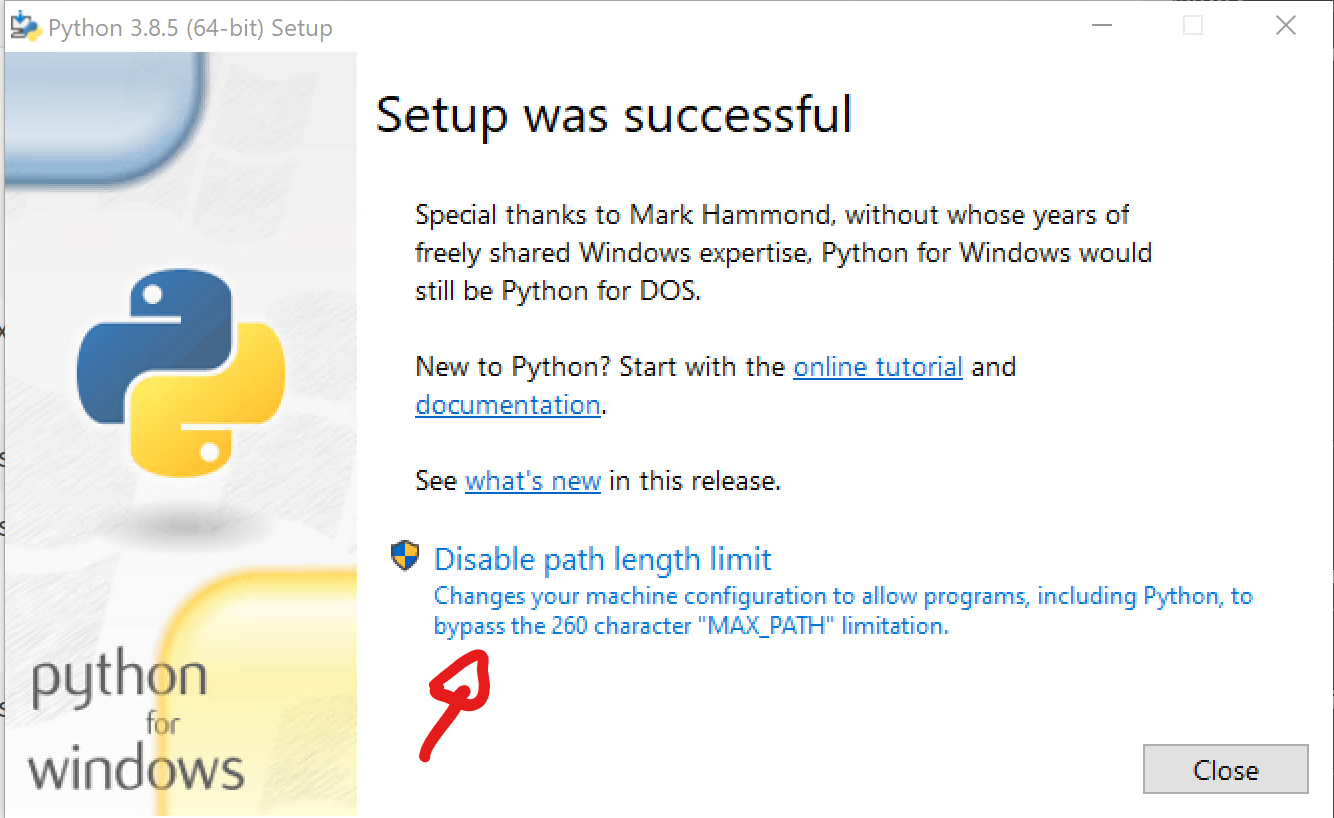 Python 3.8.5 (64-bit) Setup
Setup was successful
Special thanks to Mark Hammond, without whose years of
freely shared Windows expertise, Python for Windows would
still be Python for DOS.
New to Python? Start with the online tutorial and
documentation.
See what's new in this release.
Disable path length limit
Changes your machine configuration to allow programs, including Python, to
bypass the 260 character "MAX_PATH" limitation.
python
for
windows
Close